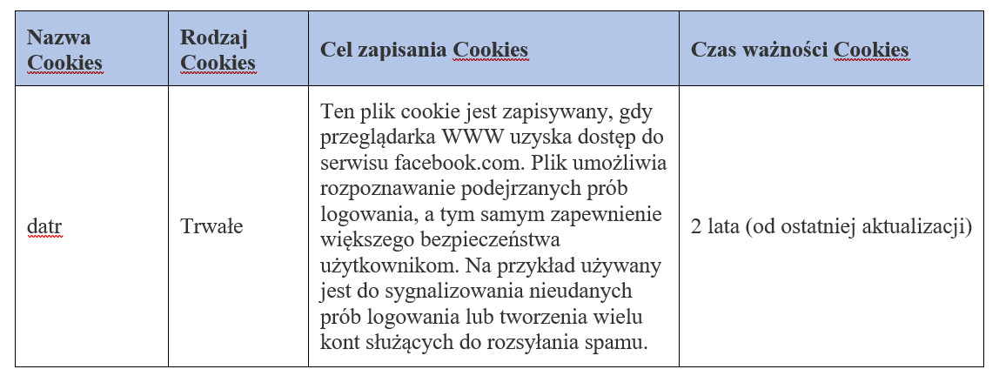 Nazwa
Cookies
Rodzaj
Cookies
Cel zapisania Cookies
Czas ważności Cookies
datr
Trwałe
Ten plik cookie jest zapisywany, gdy
przeglądarka WWW uzyska dostęp do
serwisu facebook.com. Plik umożliwia
rozpoznawanie podejrzanych prób
logowania, a tym samym zapewnienie
większego bezpieczeństwa
użytkownikom. Na przykład używany
jest do sygnalizowania nieudanych
prób logowania lub tworzenia wielu
kont służących do rozsyłania spamu.
2 lata (od ostatniej aktualizacji)